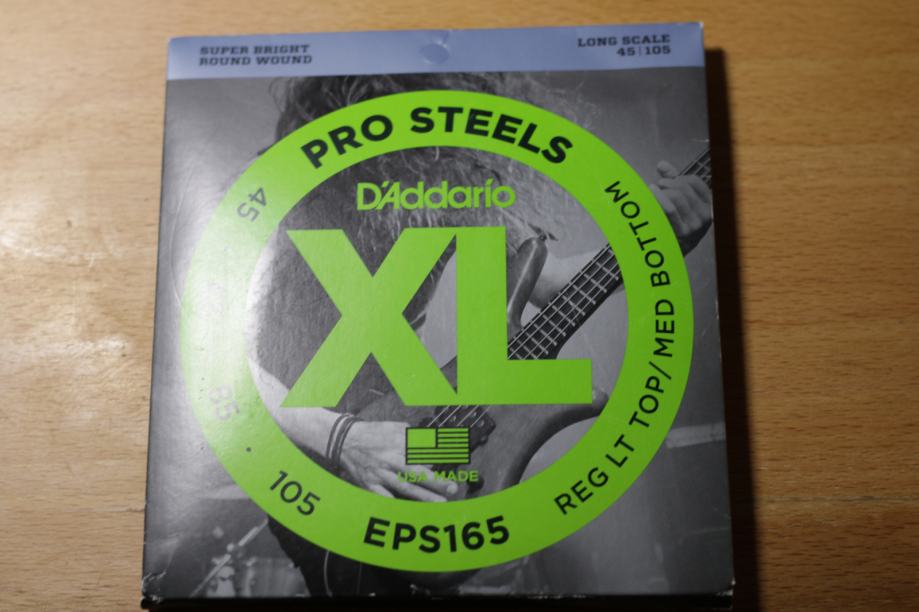 SUPER BRIGHT
ROUND WOUND
LONG SCALE
45|105
PRO STEELS
D'Addario
XL
USA MADE
45
85 • 105
EPS165
REG LT TOP/MED BOTTOM